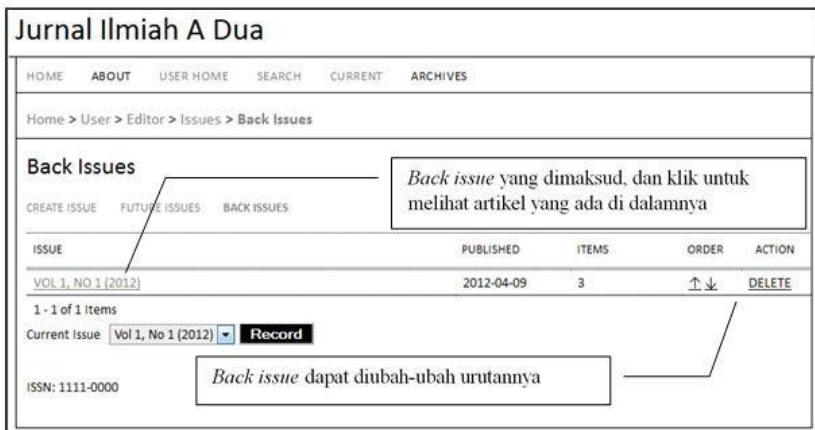 Jurnal Ilmiah A Dua
HOME ABOUT USER HOME SEARCH CURRENT ARCHIVES
Home > User > Editor > Issues > Back Issues
Back Issues
Back issue yang dimaksud, dan klik untuk
melihat artikel yang ada di dalamnya
CREATE ISSUE FUTURE ISSUES BACK ISSUES
ISSUE PUBLISHED ITEMS ORDER ACTION
VOL 1, NO 1 (2012) 2012-04-09 3 ↑ ↓ DELETE
1 - 1 of 1 Items
Current Issue Vol 1, No 1 (2012) Record
Back issue dapat diubah-ubah urutannya
ISSN: 1111-0000